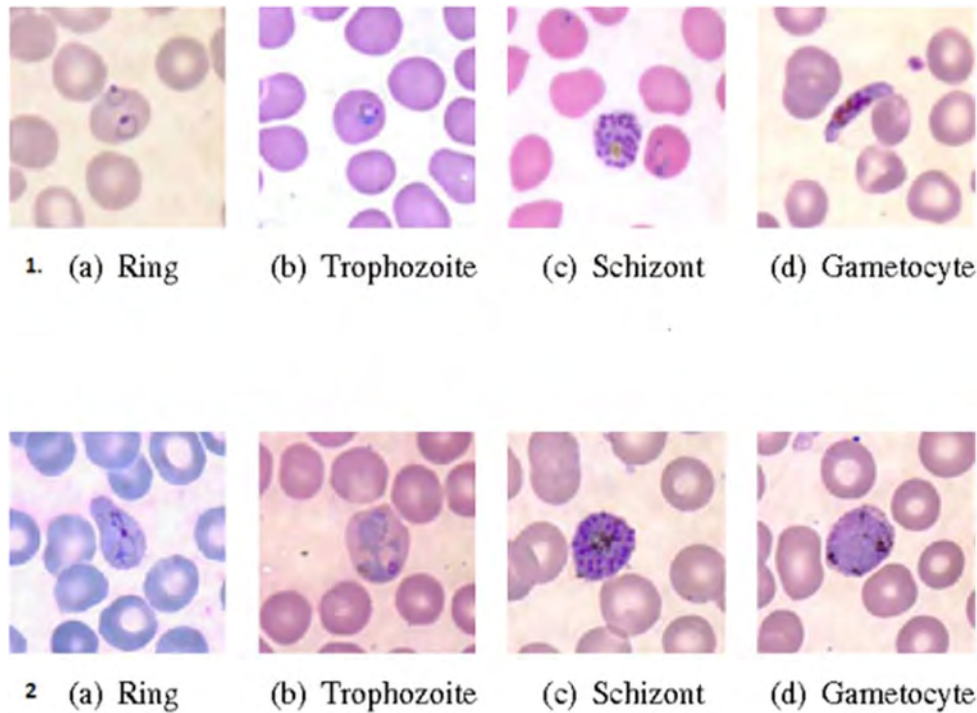 1. (a) Ring (b) Trophozoite (c) Schizont (d) Gametocyte
2 (a) Ring (b) Trophozoite (c) Schizont (d) Gametocyte